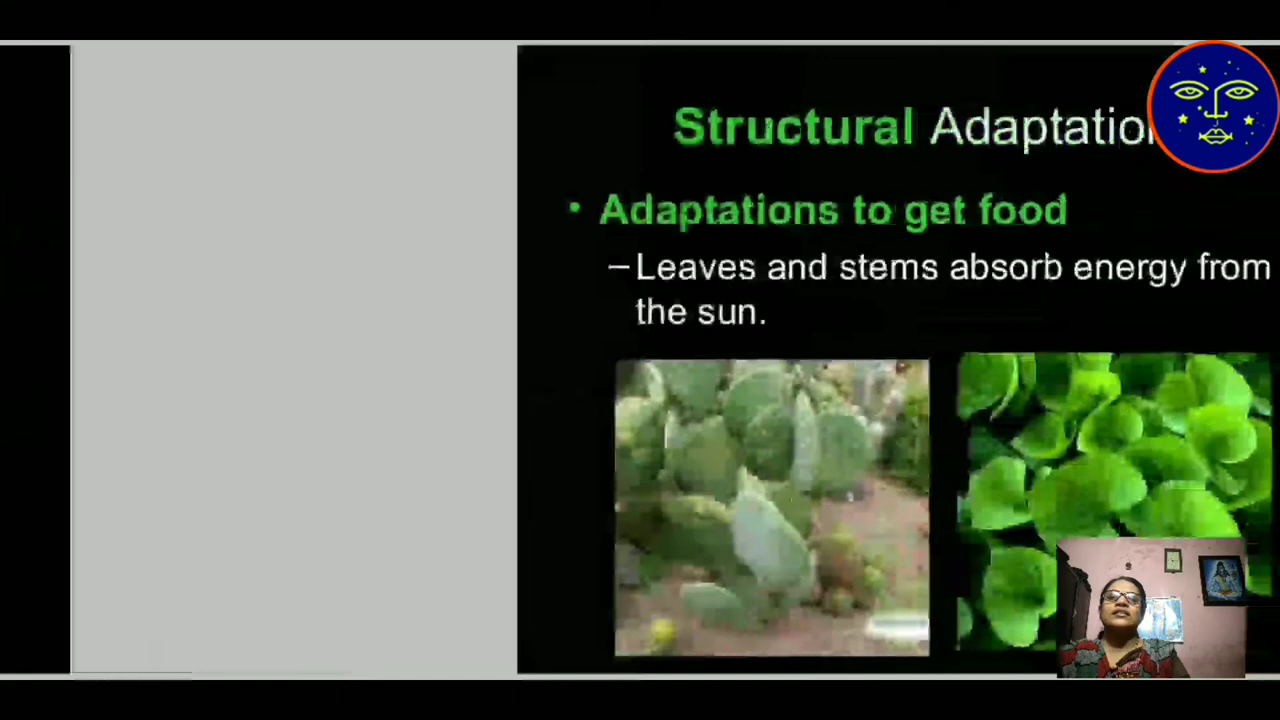 Structural Adaptation
• Adaptations to get food
– Leaves and stems absorb energy from
the sun.